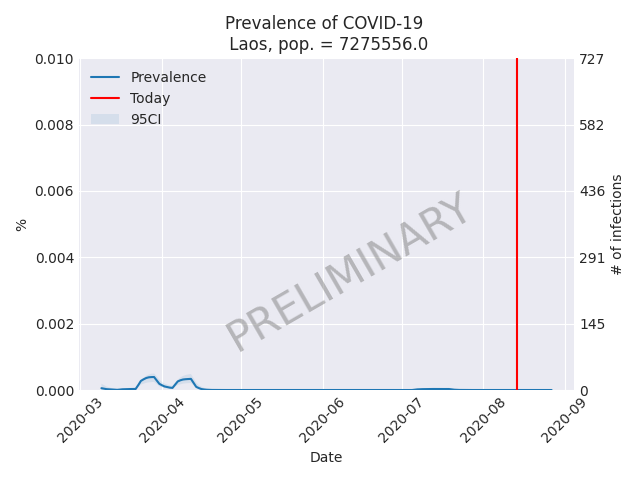 Prevalence of COVID-19
Laos, pop. = 7275556.0
0.010
0.008
0.006
0.004
0.002
0.000
%
Prevalence
Today
95CI
PRELIMINARY
727
582
436
291
145
0
# of infections
2020-03
2020-04
2020-05
2020-06
2020-07
2020-08
2020-09
Date